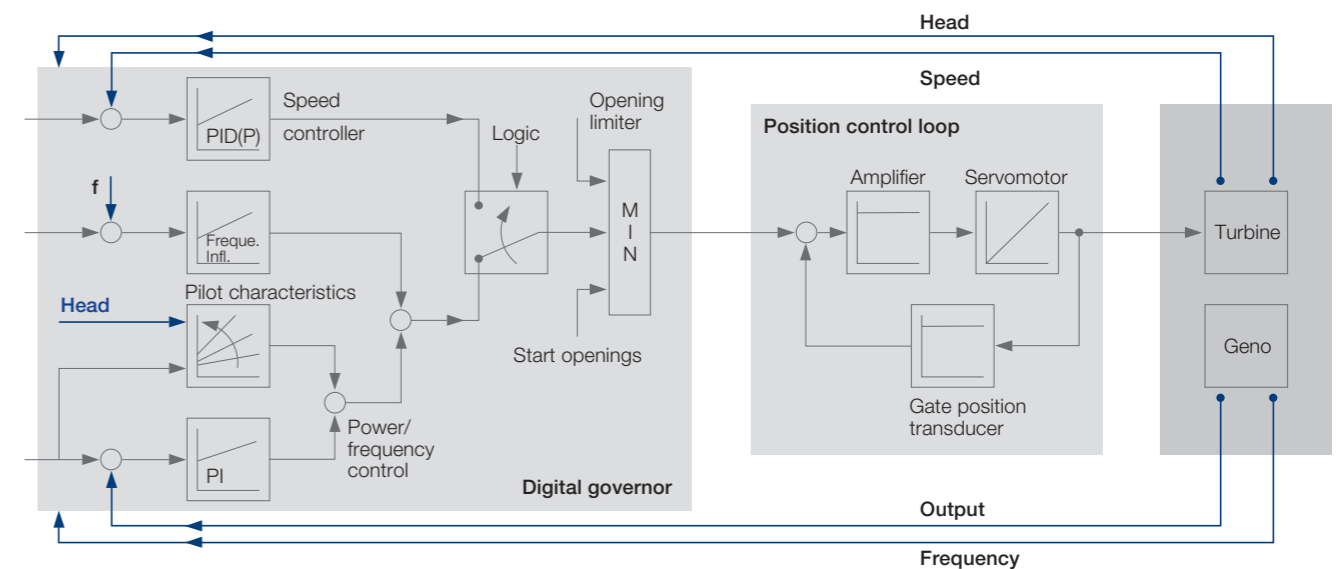 Head
Speed
Speed
controller
PID(P)
Opening
limiter
Logic
Position control loop
Amplifier
Servomotor
f
M
I
N
Turbine
Freque.
Infl.
Pilot characteristics
Head
Start openings
Geno
Gate position
transducer
Power/
frequency
control
PI
Digital governor
Output
Frequency